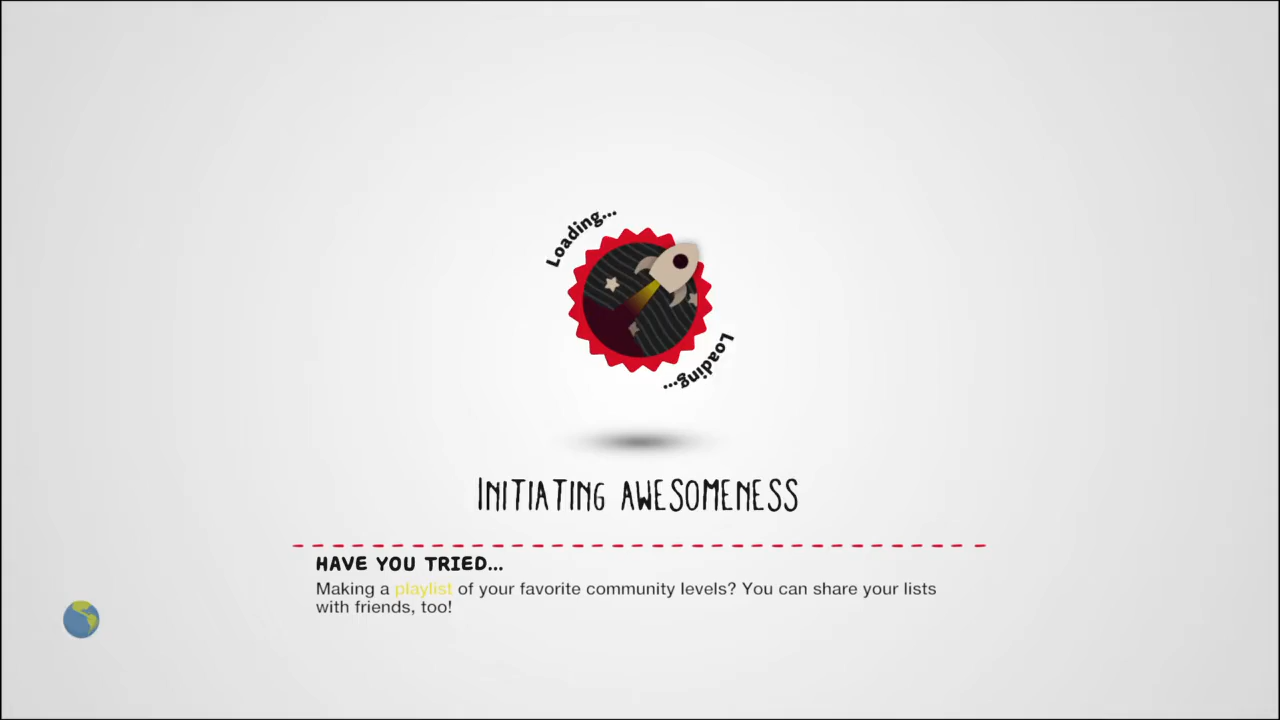 Loading...
Loading...
INITIATING AWESOMENESS
HAVE YOU TRIED...
Making a playlist of your favorite community levels? You can share your lists
with friends, too!